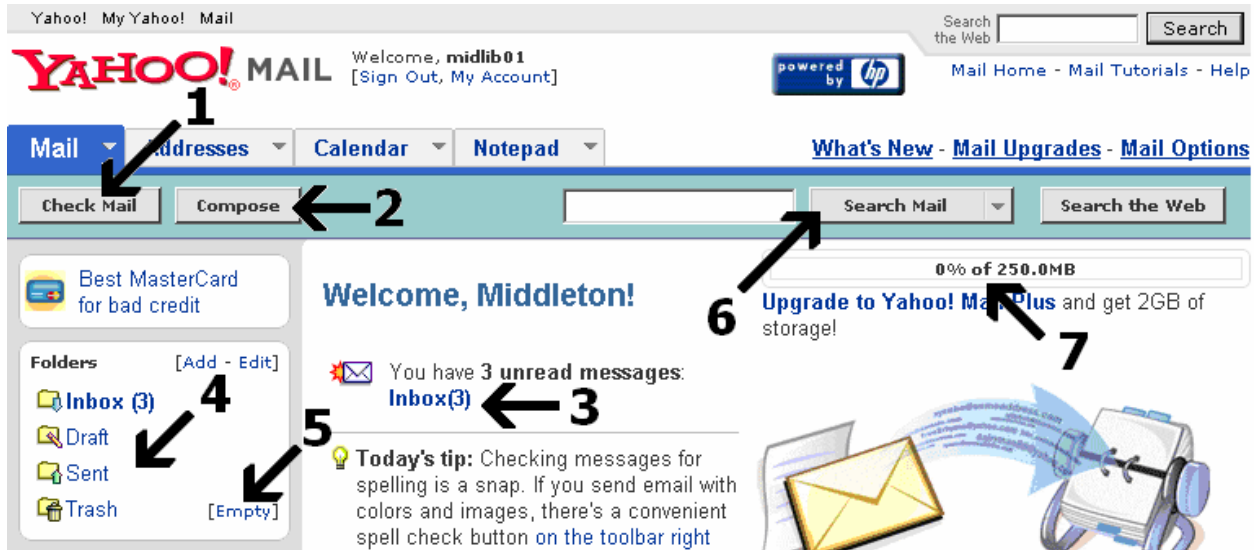 Yahoo! My Yahoo! Mail
Search the Web
Search
YAHOO! MAIL
Welcome, midlib01
[Sign Out, My Account]
powered by hp
Mail Home - Mail Tutorials - Help
1
Mail Addresses Calendar Notepad
What's New - Mail Upgrades - Mail Options
Check Mail Compose 2 Search Mail Search the Web
Best MasterCard
for bad credit
Welcome, Middleton!
6
0% of 250.0MB
Upgrade to Yahoo! Mail Plus and get 2GB of
storage!
7
Folders [Add - Edit]
Inbox (3)
Draft
Sent
Trash [Empty]
4
5
You have 3 unread messages:
Inbox(3) 3
Today's tip: Checking messages for
spelling is a snap. If you send email with
colors and images, there's a convenient
spell check button on the toolbar right